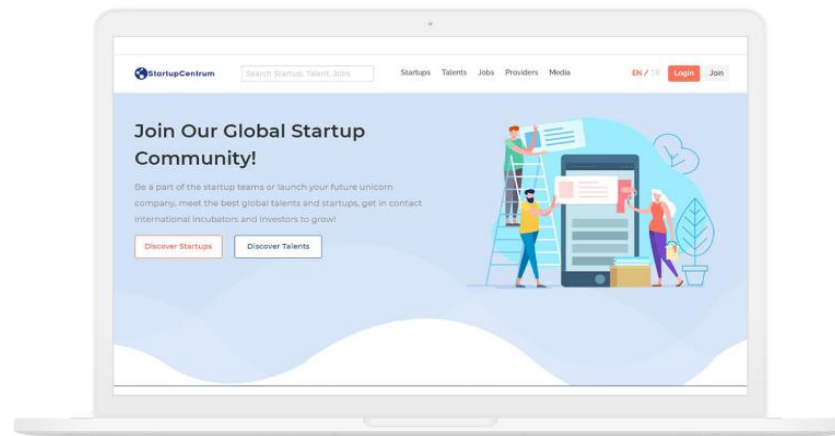 StartupCentrum
Search Startup, Talent, Jobs
Startups Talents Jobs Providers Media
EN / TR Login Join
Join Our Global Startup
Community!
Be a part of the startup teams or launch your future unicorn
company, meet the best global talents and startups, get in contact
international incubators and investors to grow!
Discover Startups Discover Talents